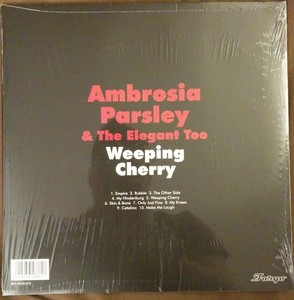 Ambrosia
Parsley
& The Elegant Too
Weeping
Cherry
1. Empire 2. Rubble 3. The Other Side
4. My Hindenburg 5. Weeping Cherry
6. Skin & Bone 7. Only Just Fine 8. My Knees
9. Catalina 10. Make Me Laugh
Fargo